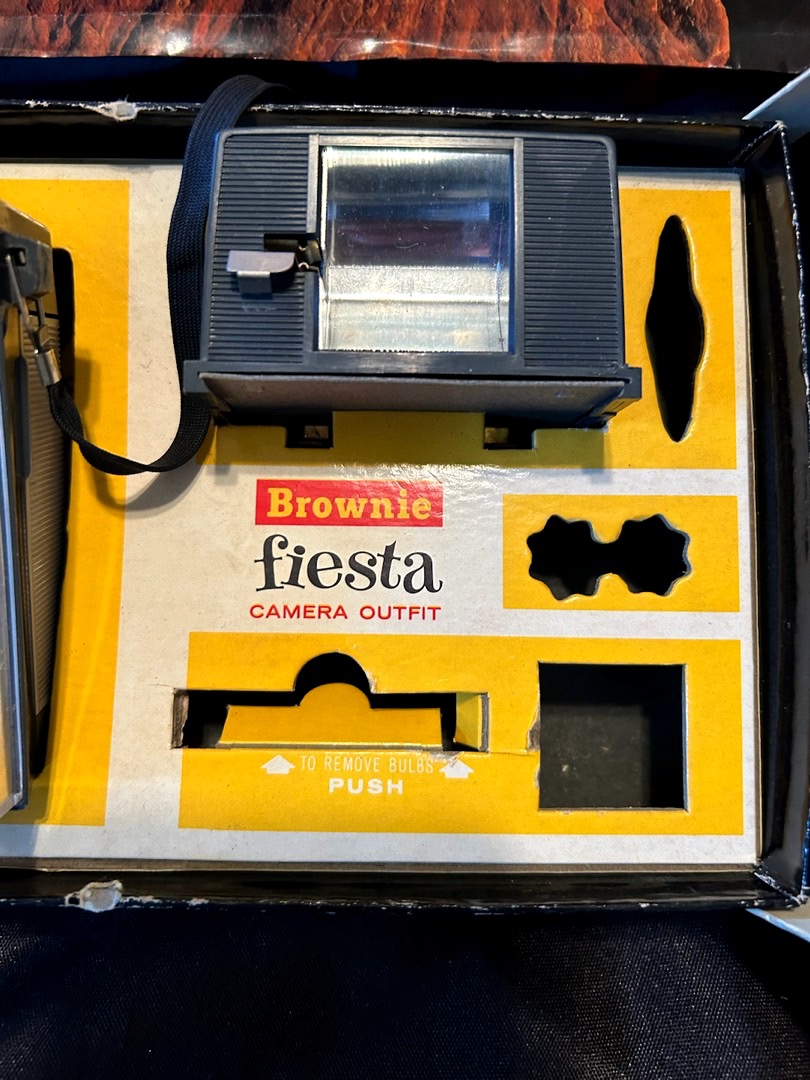 Brownie
fiesta
CAMERA OUTFIT
TO REMOVE BULBS
PUSH